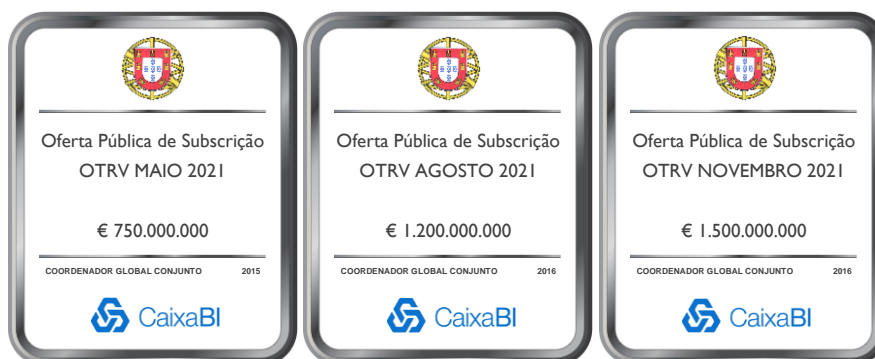 Oferta Pública de Subscrição
OTRV MAIO 2021
€ 750.000.000
COORDENADOR GLOBAL CONJUNTO 2015
CaixaBI
Oferta Pública de Subscrição
OTRV AGOSTO 2021
€ 1.200.000.000
COORDENADOR GLOBAL CONJUNTO 2016
CaixaBI
Oferta Pública de Subscrição
OTRV NOVEMBRO 2021
€ 1.500.000.000
COORDENADOR GLOBAL CONJUNTO 2016
CaixaBI